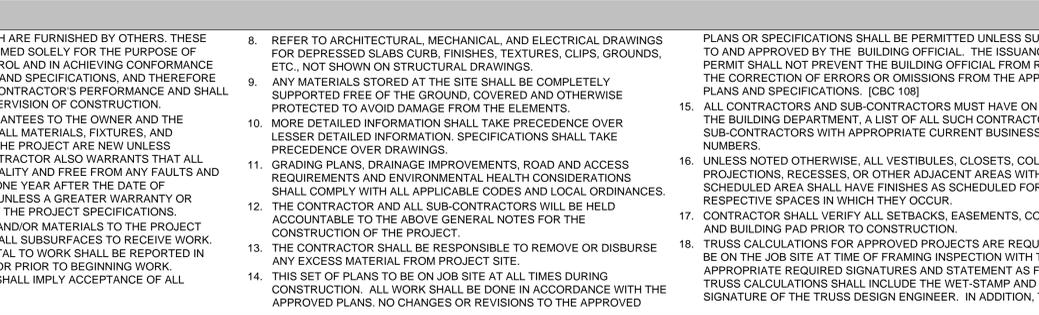 H ARE FURNISHED BY OTHERS. THESE
MED SOLELY FOR THE PURPOSE OF
ROL AND IN ACHIEVING CONFORMANCE
AND SPECIFICATIONS, AND THEREFORE
ONTRACTOR'S PERFORMANCE AND SHALL
ERVISION OF CONSTRUCTION.
ANTEES TO THE OWNER AND THE
ALL MATERIALS, FIXTURES, AND
HE PROJECT ARE NEW UNLESS
TRACTOR ALSO WARRANTS THAT ALL
ALITY AND FREE FROM ANY FAULTS AND
ONE YEAR AFTER THE DATE OF
UNLESS A GREATER WARRANTY OR
THE PROJECT SPECIFICATIONS.
AND/OR MATERIALS TO THE PROJECT
ALL SUBSURFACES TO RECEIVE WORK.
TAL TO WORK SHALL BE REPORTED IN
OR PRIOR TO BEGINNING WORK.
SHALL IMPLY ACCEPTANCE OF ALL
8. REFER TO ARCHITECTURAL, MECHANICAL, AND ELECTRICAL DRAWINGS
FOR DEPRESSED SLABS CURB, FINISHES, TEXTURES, CLIPS, GROUNDS,
ETC., NOT SHOWN ON STRUCTURAL DRAWINGS.
9. ANY MATERIALS STORED AT THE SITE SHALL BE COMPLETELY
SUPPORTED FREE OF THE GROUND, COVERED AND OTHERWISE
PROTECTED TO AVOID DAMAGE FROM THE ELEMENTS.
10. MORE DETAILED INFORMATION SHALL TAKE PRECEDENCE OVER
LESSER DETAILED INFORMATION. SPECIFICATIONS SHALL TAKE
PRECEDENCE OVER DRAWINGS.
11. GRADING PLANS, DRAINAGE IMPROVEMENTS, ROAD AND ACCESS
REQUIREMENTS AND ENVIRONMENTAL HEALTH CONSIDERATIONS
SHALL COMPLY WITH ALL APPLICABLE CODES AND LOCAL ORDINANCES.
12. THE CONTRACTOR AND ALL SUB-CONTRACTORS WILL BE HELD
ACCOUNTABLE TO THE ABOVE GENERAL NOTES FOR THE
CONSTRUCTION OF THE PROJECT.
13. THE CONTRACTOR SHALL BE RESPONSIBLE TO REMOVE OR DISBURSE
ANY EXCESS MATERIAL FROM PROJECT SITE.
14. THIS SET OF PLANS TO BE ON JOB SITE AT ALL TIMES DURING
CONSTRUCTION. ALL WORK SHALL BE DONE IN ACCORDANCE WITH THE
APPROVED PLANS. NO CHANGES OR REVISIONS TO THE APPROVED
PLANS OR SPECIFICATIONS SHALL BE PERMITTED UNLESS SU
TO AND APPROVED BY THE BUILDING OFFICIAL. THE ISSUANC
PERMIT SHALL NOT PREVENT THE BUILDING OFFICIAL FROM R
THE CORRECTION OF ERRORS OR OMISSIONS FROM THE APP
PLANS AND SPECIFICATIONS. [CBC 108]
15. ALL CONTRACTORS AND SUB-CONTRACTORS MUST HAVE ON
THE BUILDING DEPARTMENT, A LIST OF ALL SUCH CONTRACTO
SUB-CONTRACTORS WITH APPROPRIATE CURRENT BUSINESS
NUMBERS.
16. UNLESS NOTED OTHERWISE, ALL VESTIBULES, CLOSETS, COL
PROJECTIONS, RECESSES, OR OTHER ADJACENT AREAS WITH
SCHEDULED AREA SHALL HAVE FINISHES AS SCHEDULED FOR
RESPECTIVE SPACES IN WHICH THEY OCCUR.
17. CONTRACTOR SHALL VERIFY ALL SETBACKS, EASEMENTS, CO
AND BUILDING PAD PRIOR TO CONSTRUCTION.
18. TRUSS CALCULATIONS FOR APPROVED PROJECTS ARE REQU
BE ON THE JOB SITE AT TIME OF FRAMING INSPECTION WITH T
APPROPRIATE REQUIRED SIGNATURES AND STATEMENT AS F
TRUSS CALCULATIONS SHALL INCLUDE THE WET-STAMP AND
SIGNATURE OF THE TRUSS DESIGN ENGINEER. IN ADDITION, T